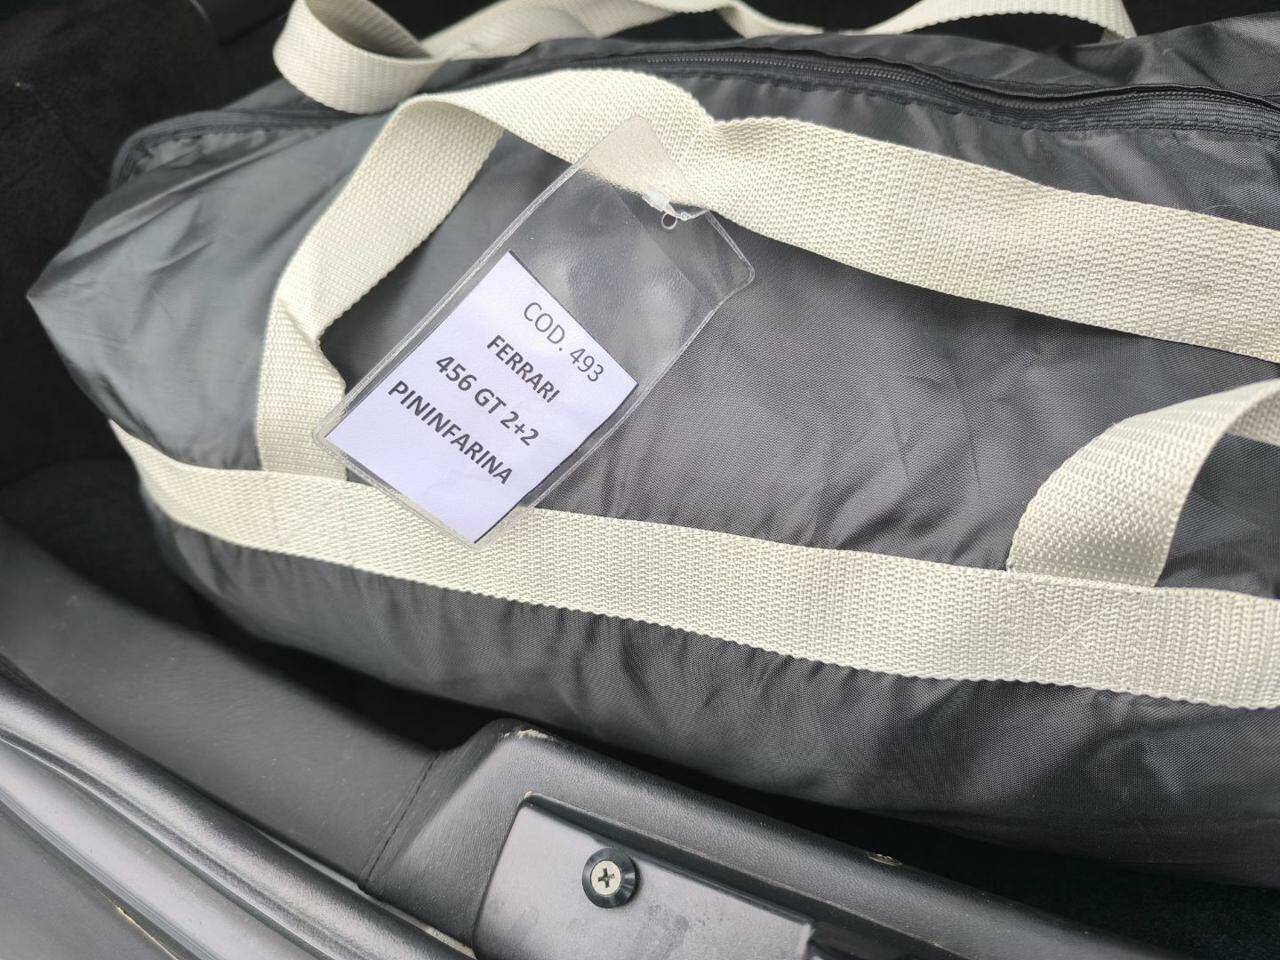 COD. 493
FERRARI
456 GT 2+2
PININFARINA